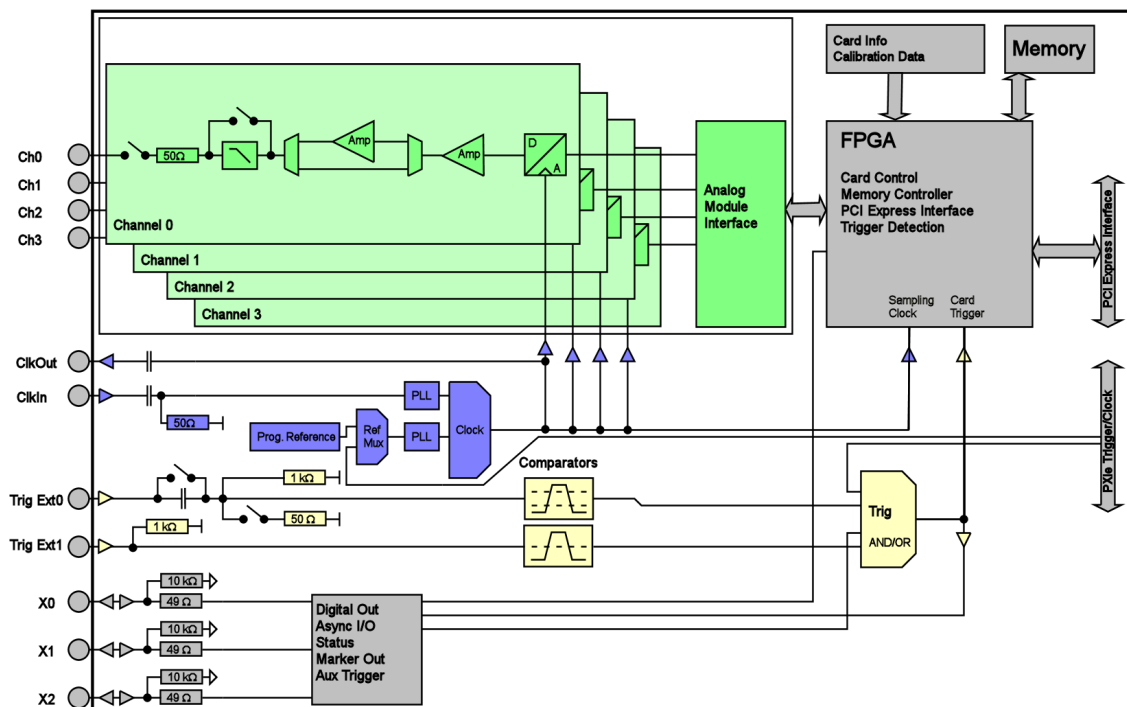 Card Info
Calibration Data
Memory
FPGA
Card Control
Memory Controller
PCI Express Interface
Trigger Detection
Sampling
Clock
Card
Trigger
Ch0
Ch1
Ch2
Ch3
50Ω
Amp
Amp
D
A
Channel 0
Channel 1
Channel 2
Channel 3
Analog
Module
Interface
PCI Express Interface
PXIe Trigger/Clock
ClkOut
ClkIn
50Ω
PLL
Prog. Reference
Ref
Mux
PLL
Clock
Comparators
Trig Ext0
1 kΩ
50 Ω
Trig Ext1
1 kΩ
Trig
AND/OR
X0
10 kΩ
49 Ω
X1
10 kΩ
49 Ω
X2
10 kΩ
49 Ω
Digital Out
Async I/O
Status
Marker Out
Aux Trigger